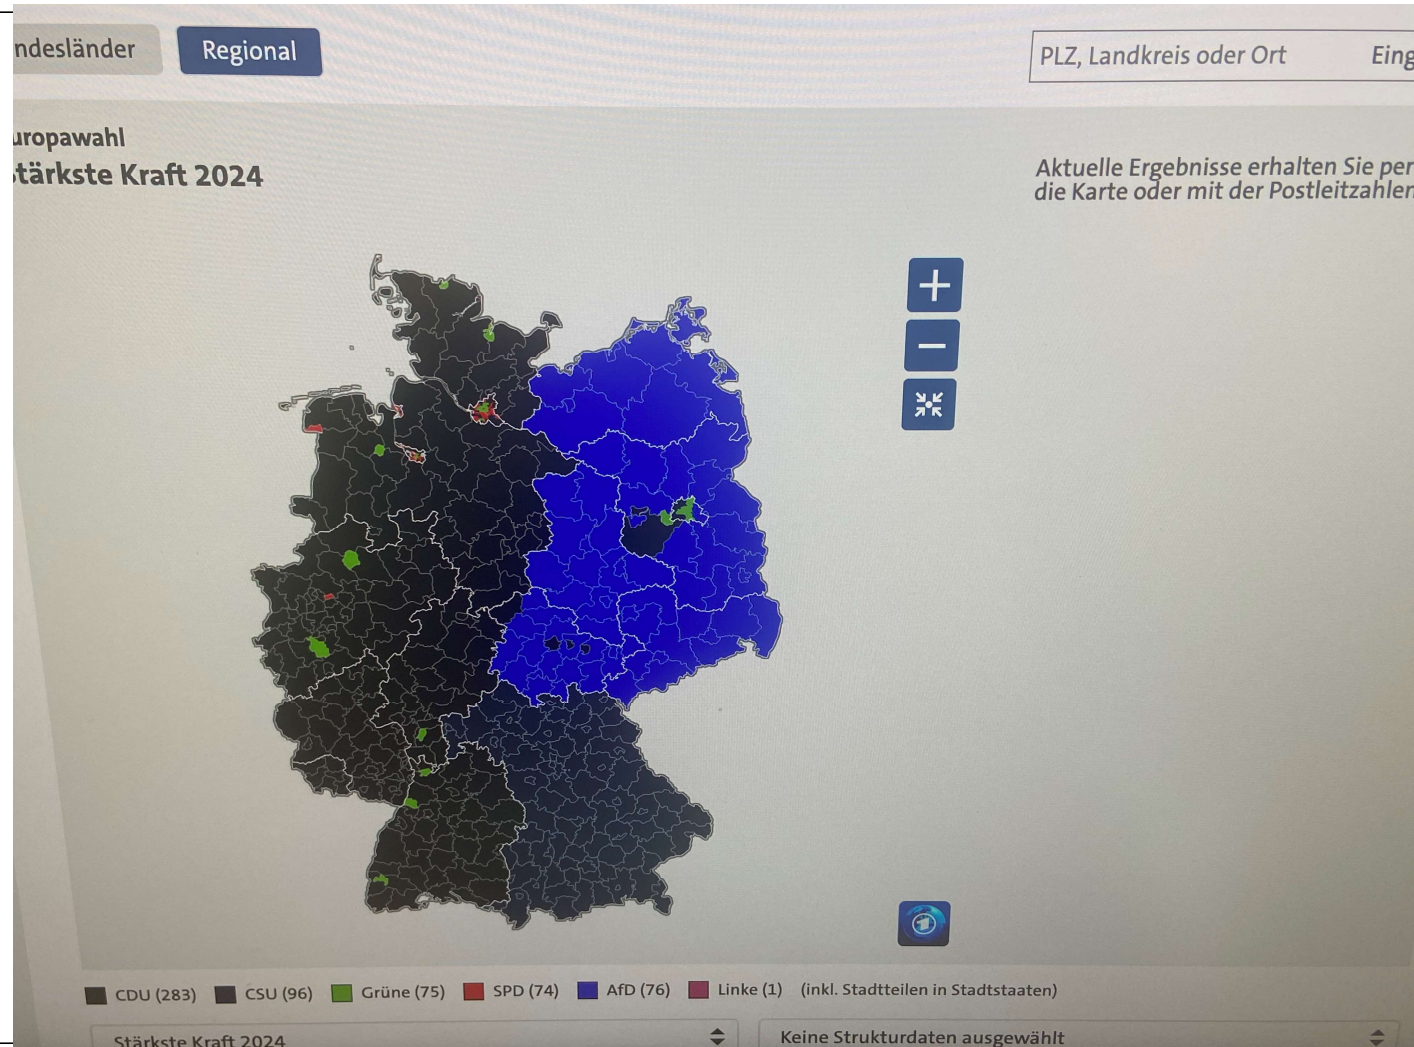 ndesländer
Regional
PLZ, Landkreis oder Ort
Eing
uropawahl
tärkste Kraft 2024
Aktuelle Ergebnisse erhalten Sie per
die Karte oder mit der Postleitzahlen
+
−
CDU (283) CSU (96) Grüne (75) SPD (74) AfD (76) Linke (1) (inkl. Stadtteilen in Stadtstaaten)
Stärkste Kraft 2024
Keine Strukturdaten ausgewählt